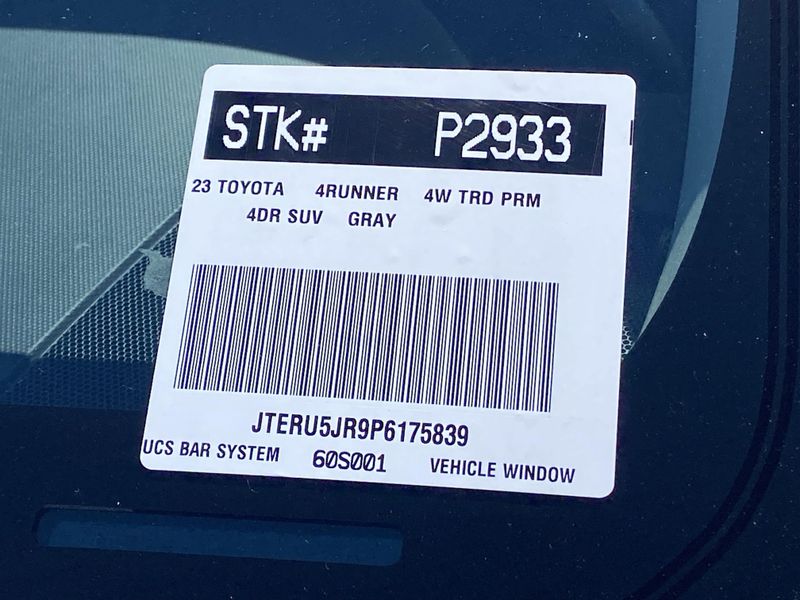 STK# P2933
23 TOYOTA 4RUNNER 4W TRD PRM
4DR SUV GRAY
JTERU5JR9P6175839
UCS BAR SYSTEM 60S001 VEHICLE WINDOW